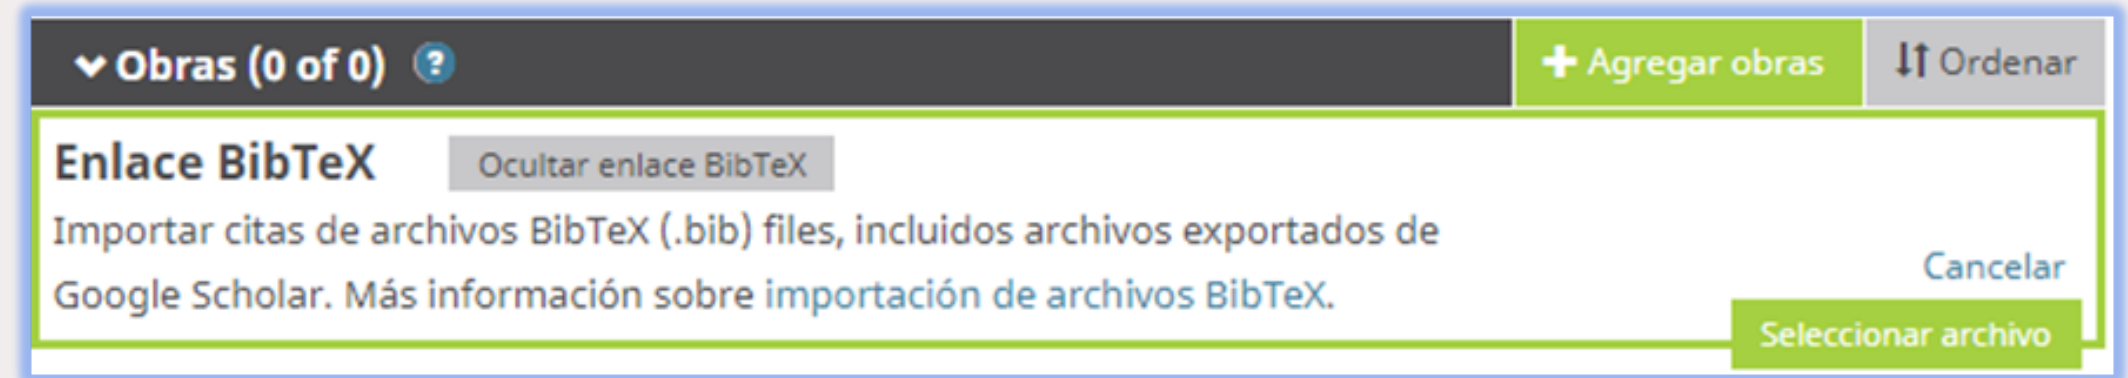 Obras (0 of 0) ? Agregar obras Ordenar
Enlace BibTeX Ocultar enlace BibTeX
Importar citas de archivos BibTeX (.bib) files, incluidos archivos exportados de
Google Scholar. Más información sobre importación de archivos BibTeX.
Cancelar
Seleccionar archivo